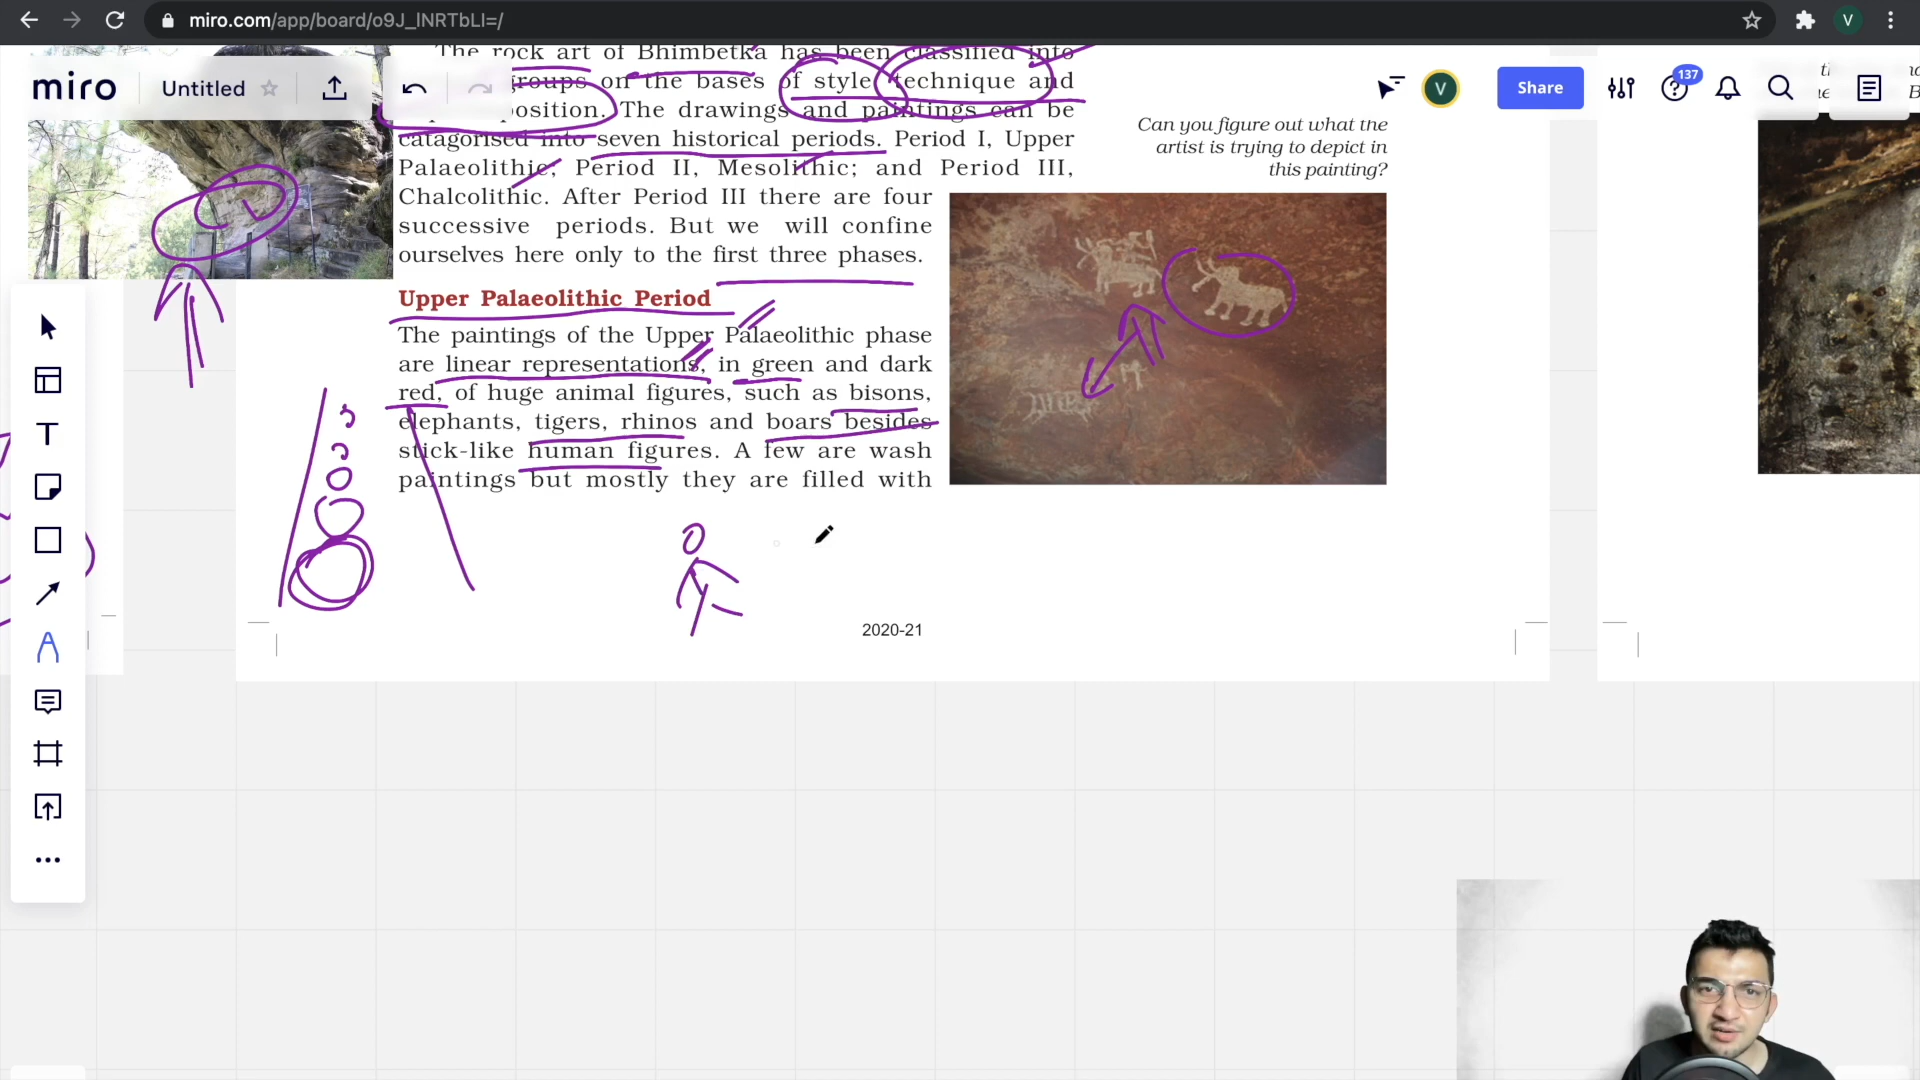 miro.com/app/board/o9J_lNRTbLI=/
V
miro
Untitled
V
Share
137
The rock art of Bhimbetka has been classified into
groups on the bases of style technique and
position. The drawings and paintings can be
catagorised into seven historical periods. Period I, Upper
Palaeolithic; Period II, Mesolithic; and Period III,
Chalcolithic. After Period III there are four
successive periods. But we will confine
ourselves here only to the first three phases.
Upper Palaeolithic Period
The paintings of the Upper Palaeolithic phase
are linear representations, in green and dark
red, of huge animal figures, such as bisons,
elephants, tigers, rhinos and boars besides
stick-like human figures. A few are wash
paintings but mostly they are filled with
Can you figure out what the
artist is trying to depict in
this painting?
T
2020-21